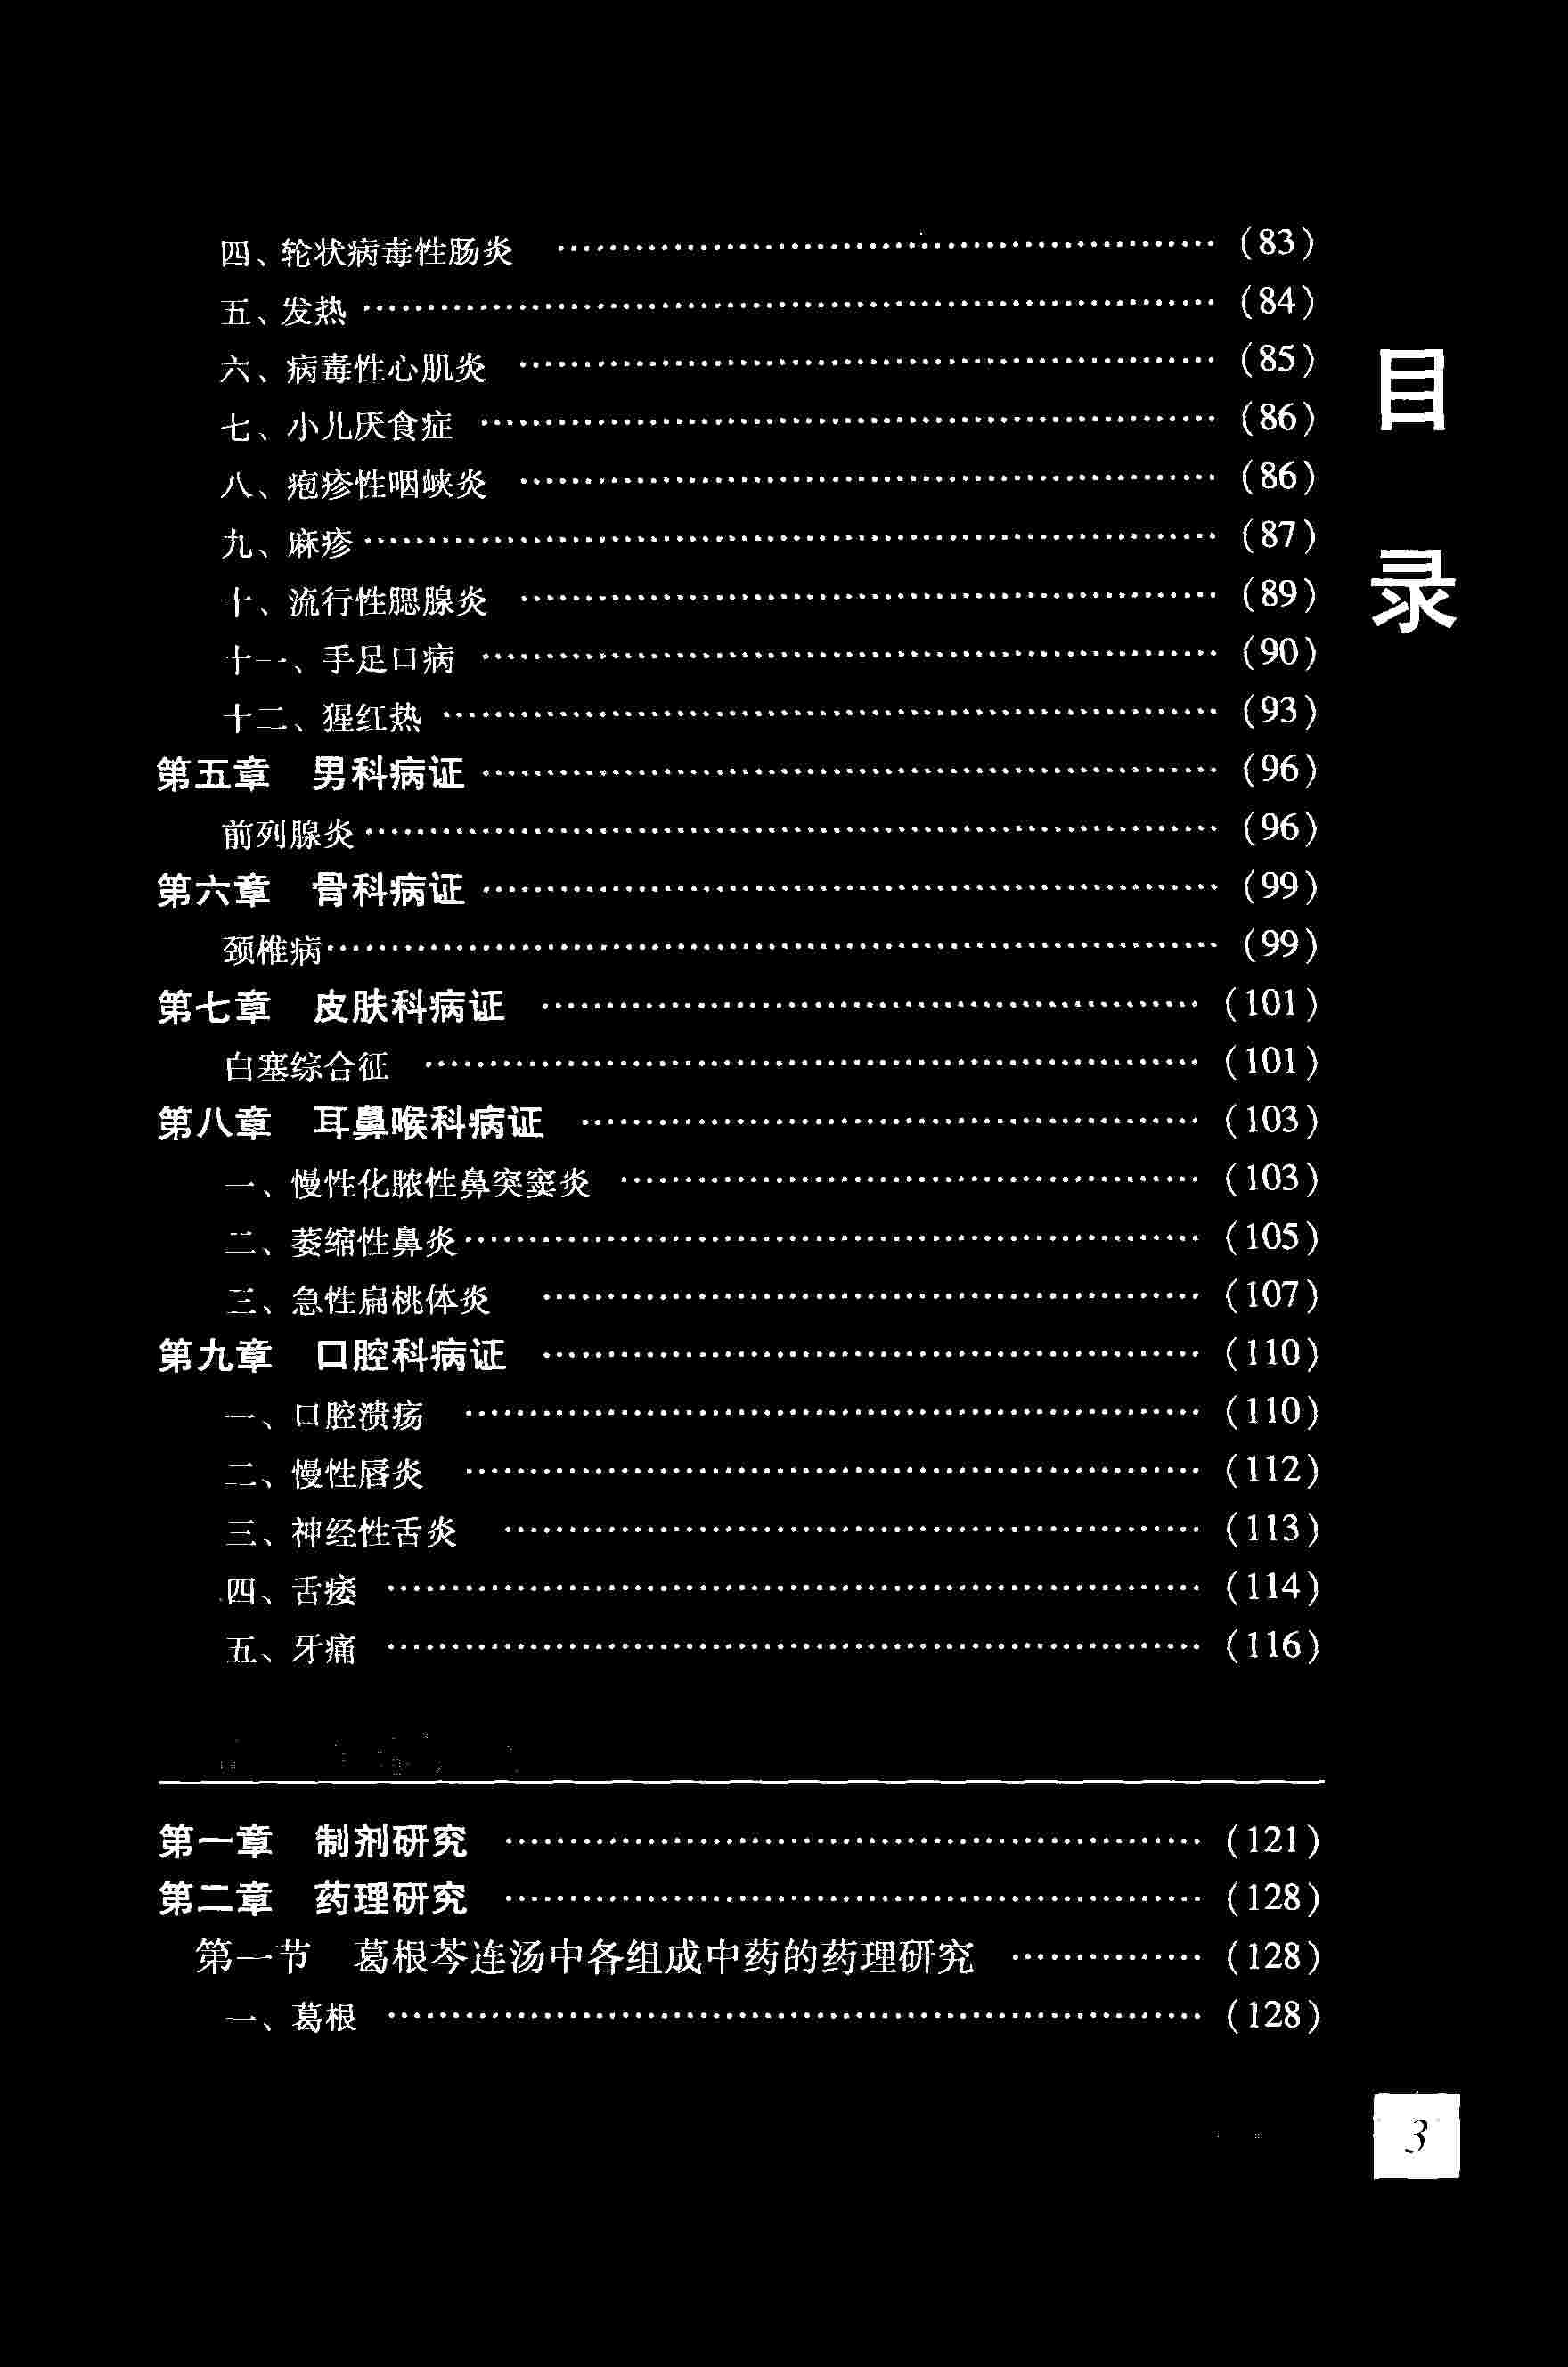 四、轮状病毒性肠炎 ………………………………………… (83)
五、发热 ………………………………………… (84)
六、病毒性心肌炎 ………………………………………… (85)
七、小儿厌食症 ………………………………………… (86)
八、疱疹性咽峡炎 ………………………………………… (86)
九、麻疹 ………………………………………… (87)
十、流行性腮腺炎 ………………………………………… (89)
十一、手足口病 ………………………………………… (90)
十二、猩红热 ………………………………………… (93)
第五章 男科病证 ………………………………………… (96)
前列腺炎 ………………………………………… (96)
第六章 骨科病证 ………………………………………… (99)
颈椎病 ………………………………………… (99)
第七章 皮肤科病证 ………………………………………… (101)
白塞综合征 ………………………………………… (101)
第八章 耳鼻喉科病证 ………………………………………… (103)
一、慢性化脓性鼻突窦炎 ………………………………………… (103)
二、萎缩性鼻炎 ………………………………………… (105)
三、急性扁桃体炎 ………………………………………… (107)
第九章 口腔科病证 ………………………………………… (110)
一、口腔溃疡 ………………………………………… (110)
二、慢性唇炎 ………………………………………… (112)
三、神经性舌炎 ………………………………………… (113)
四、舌痿 ………………………………………… (114)
五、牙痛 ………………………………………… (116)
第一章 制剂研究 ………………………………………… (121)
第二章 药理研究 ………………………………………… (128)
第一节 葛根芩连汤中各组成中药的药理研究 …………… (128)
一、葛根 ………………………………………… (128)
目录
3